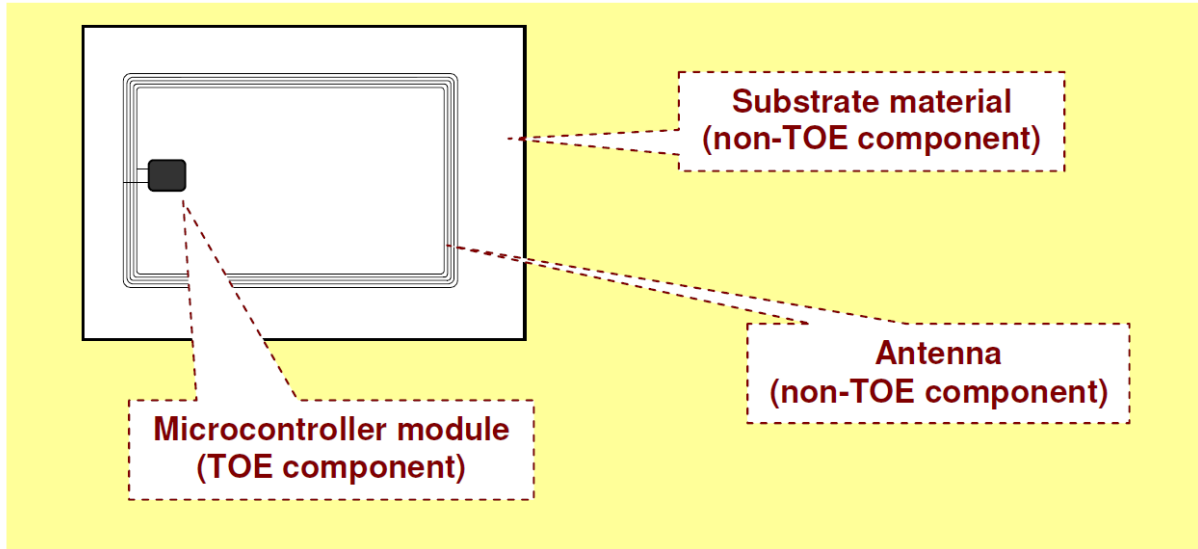 Substrate material
(non-TOE component)
Antenna
(non-TOE component)
Microcontroller module
(TOE component)